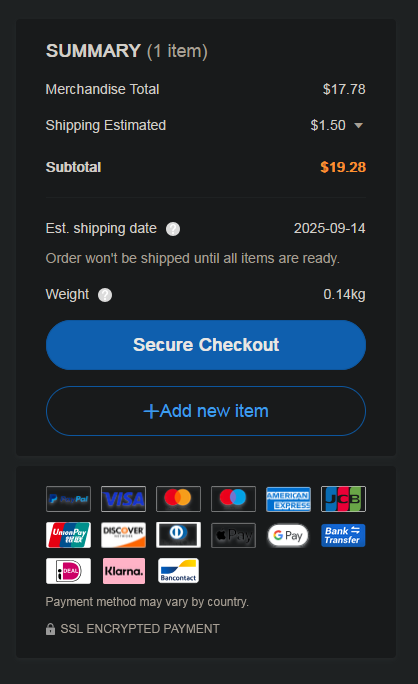 SUMMARY (1 item)
Merchandise Total $17.78
Shipping Estimated $1.50
Subtotal $19.28
Est. shipping date ? 2025-09-14
Order won't be shipped until all items are ready.
Weight ? 0.14kg
Secure Checkout
+Add new item
PayPal VISA AMERICAN EXPRESS JCB
UnionPay 银联 DISCOVER NETWORK Pay G Pay Bank Transfer
iDEAL Klarna. Bancontact
Payment method may vary by country.
SSL ENCRYPTED PAYMENT